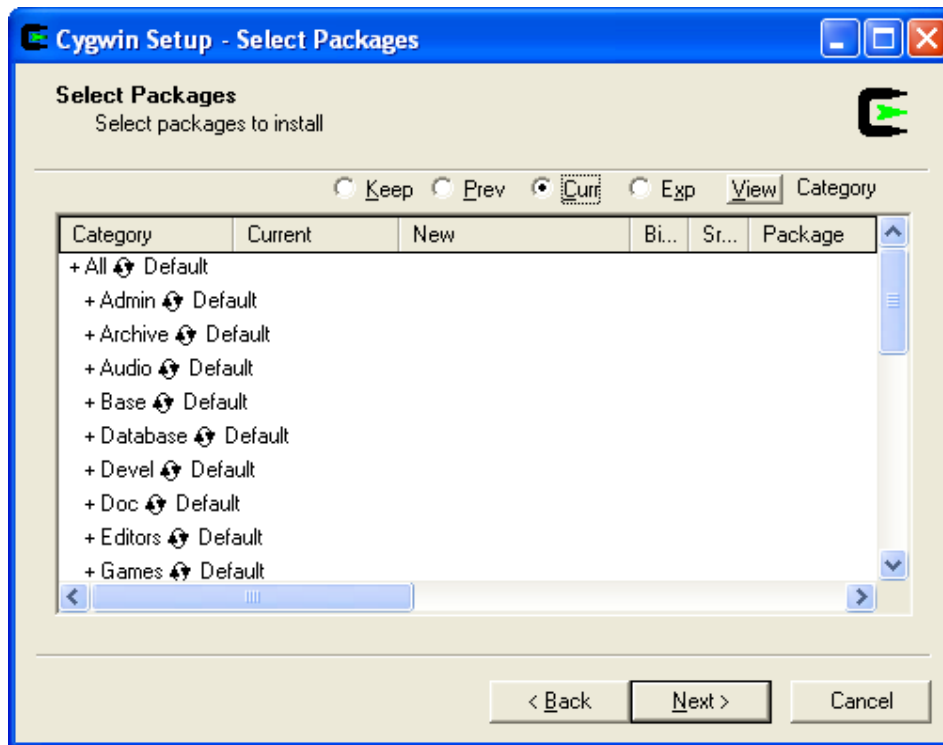 Cygwin Setup - Select Packages
Select Packages
Select packages to install
Keep Prev Curr Exp View Category
Category Current New Bi... Sr... Package
+ All Default
+ Admin Default
+ Archive Default
+ Audio Default
+ Base Default
+ Database Default
+ Devel Default
+ Doc Default
+ Editors Default
+ Games Default
< Back Next > Cancel